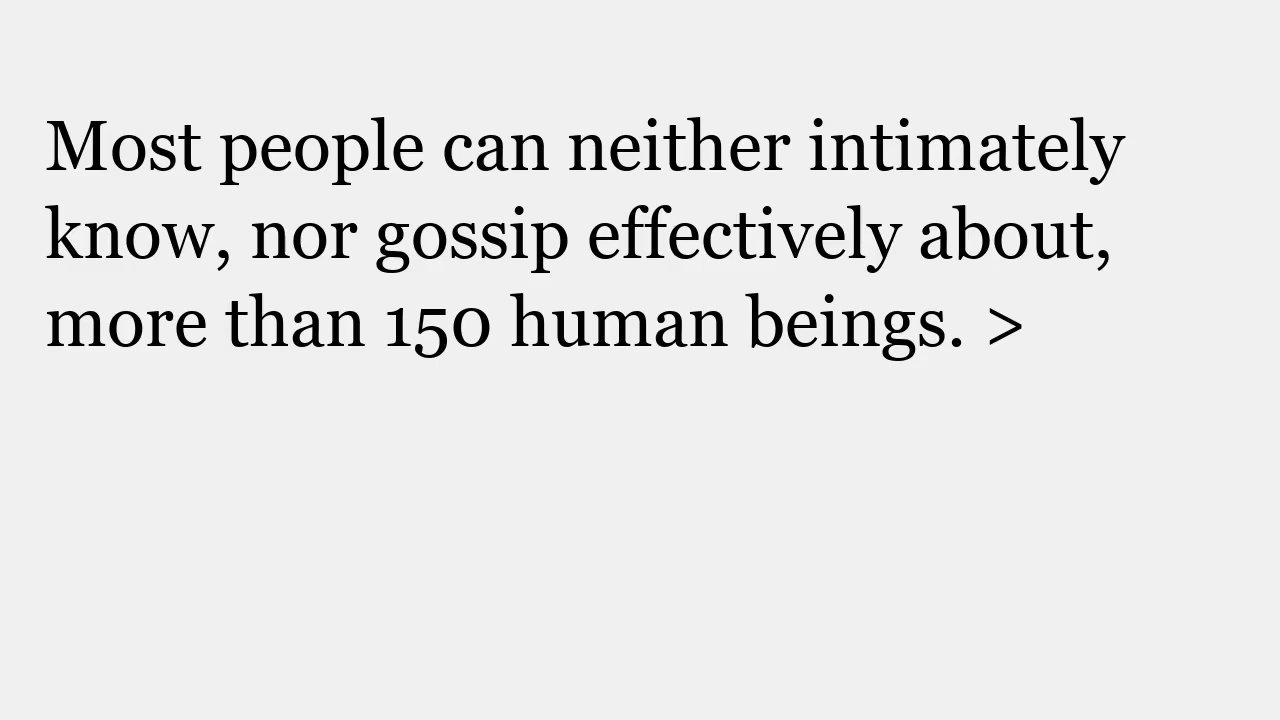 Most people can neither intimately
know, nor gossip effectively about,
more than 150 human beings. >